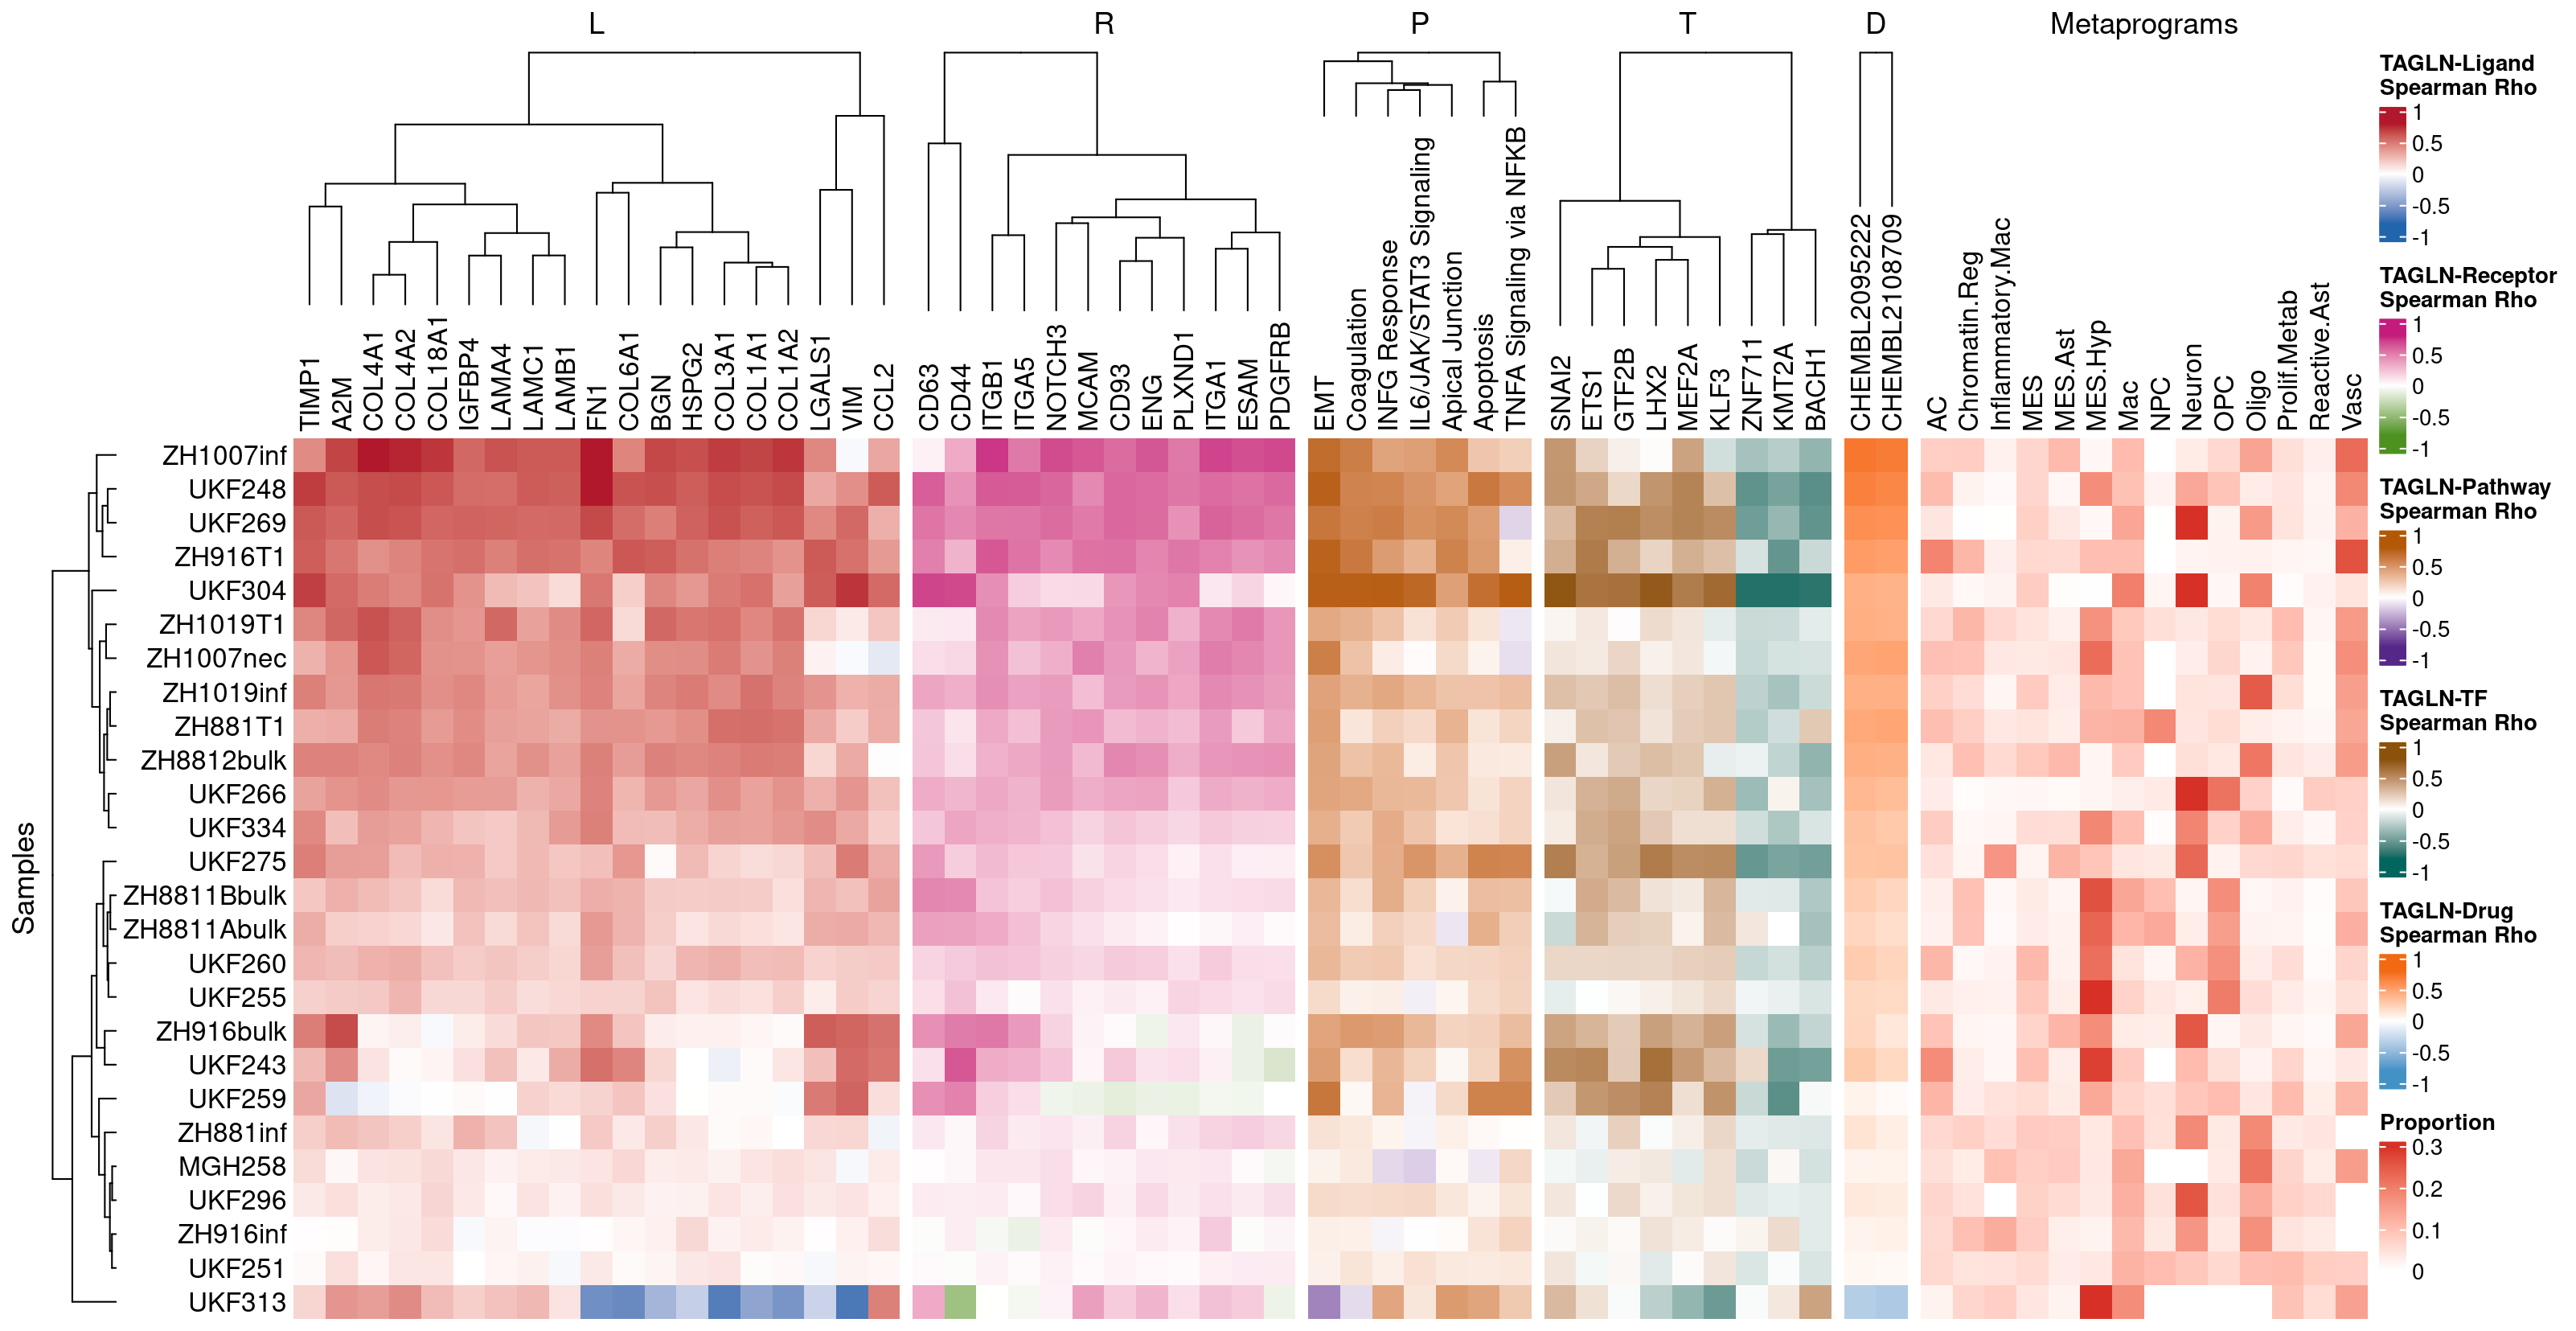 L
R
P
T
D
Metaprograms
TIMP1
A2M
COL4A1
COL4A2
COL18A1
IGFBP4
LAMA4
LAMC1
LAMB1
FN1
COL6A1
BGN
HSPG2
COL3A1
COL1A1
COL1A2
LGALS1
VIM
CCL2
CD63
CD44
ITGB1
ITGA5
NOTCH3
MCAM
CD93
ENG
PLXND1
ITGA1
ESAM
PDGFRB
EMT
Coagulation
INFG Response
IL6/JAK/STAT3 Signaling
Apical Junction
Apoptosis
TNFA Signaling via NFKB
SNAI2
ETS1
GTF2B
LHX2
MEF2A
KLF3
ZNF711
KMT2A
BACH1
CHEMBL2095222
CHEMBL2108709
AC
Chromatin.Reg
Inflammatory.Mac
MES
MES.Ast
MES.Hyp
Mac
NPC
Neuron
OPC
Oligo
Prolif.Metab
Reactive.Ast
Vasc
Samples
ZH1007inf
UKF248
UKF269
ZH916T1
UKF304
ZH1019T1
ZH1007nec
ZH1019inf
ZH881T1
ZH8812bulk
UKF266
UKF334
UKF275
ZH8811Bbulk
ZH8811Abulk
UKF260
UKF255
ZH916bulk
UKF243
UKF259
ZH881inf
MGH258
UKF296
ZH916inf
UKF251
UKF313
TAGLN-Ligand
Spearman Rho
1
0.5
0
-0.5
-1
TAGLN-Receptor
Spearman Rho
1
0.5
0
-0.5
-1
TAGLN-Pathway
Spearman Rho
1
0.5
0
-0.5
-1
TAGLN-TF
Spearman Rho
1
0.5
0
-0.5
-1
TAGLN-Drug
Spearman Rho
1
0.5
0
-0.5
-1
Proportion
0.3
0.2
0.1
0